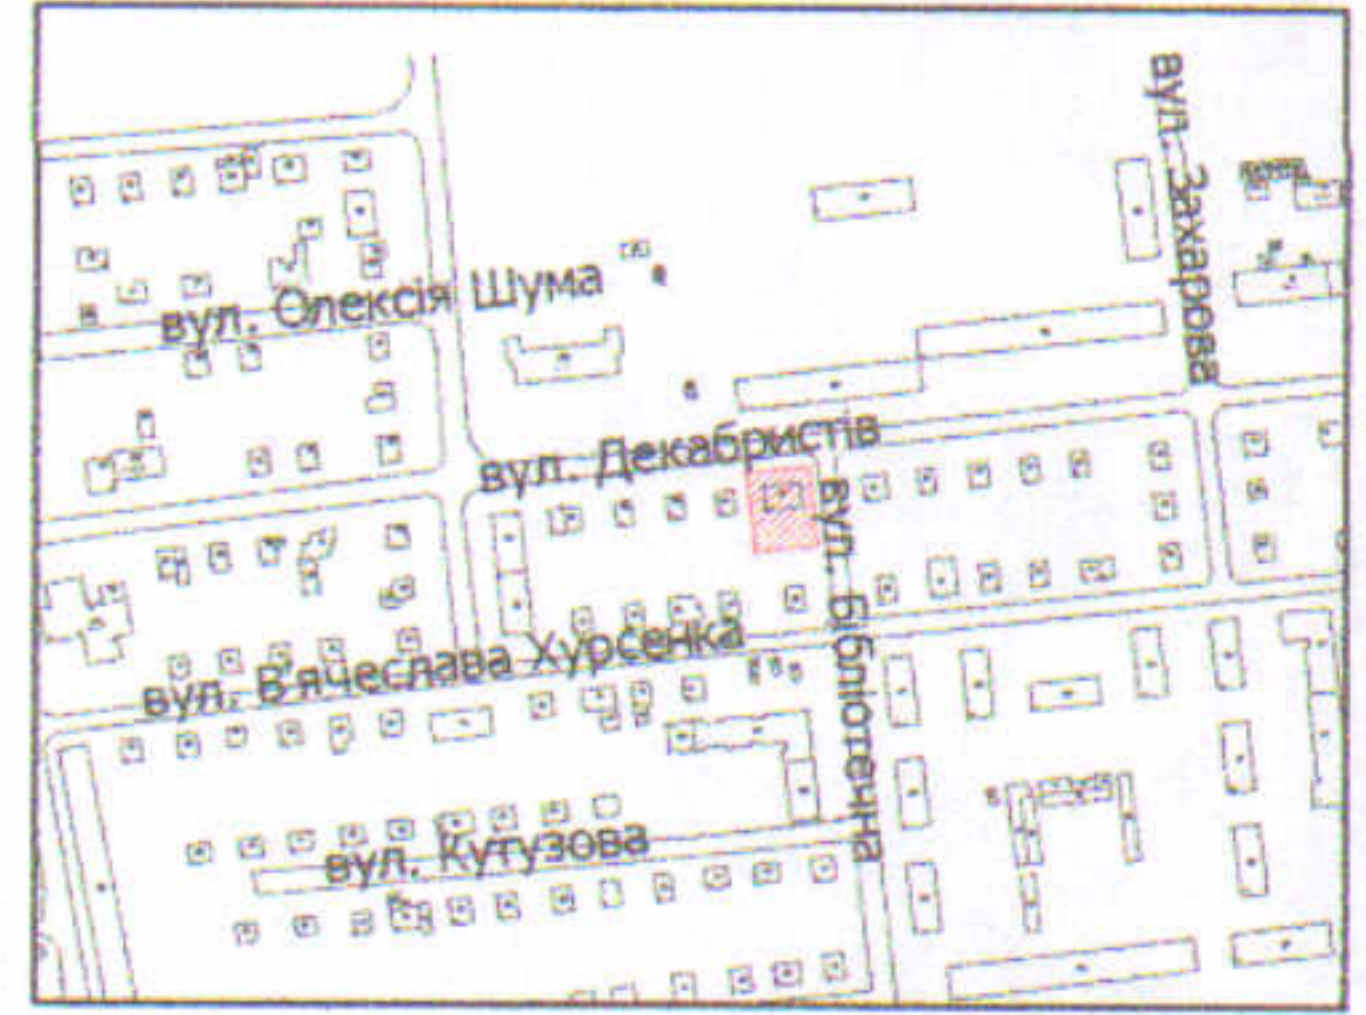 вул. Захарова
вул. Олексія Шума
вул. Декабристів
вул. Бібліотечна
вул. В'ячеслава Хурсенка
вул. Кутузова